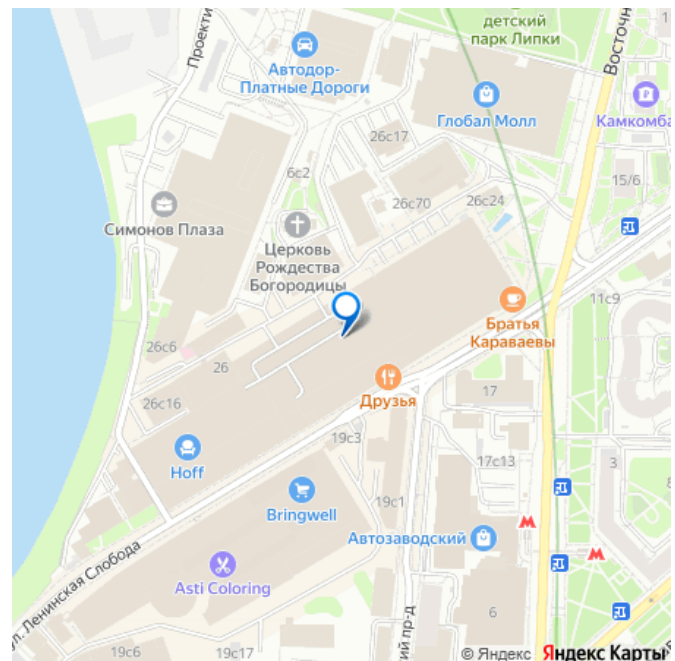 детский
парк Липки
Восточн
Проекти
Автодор-
Платные Дороги
Глобал Молл
Камкомба
26с17
6с2
15/6
26с70
26с24
Симонов Плаза
Церковь
Рождества
Богородицы
11с9
Братья
Караваевы
26с6
26
26с16
Друзья
17
19с3
Hoff
17с13
3
Bringwell
19с1
Автозаводский
ул. Ленинская Слобода
Asti Coloring
6
ий пр-д
19с6
19с17
© Яндекс
Яндекс Карты